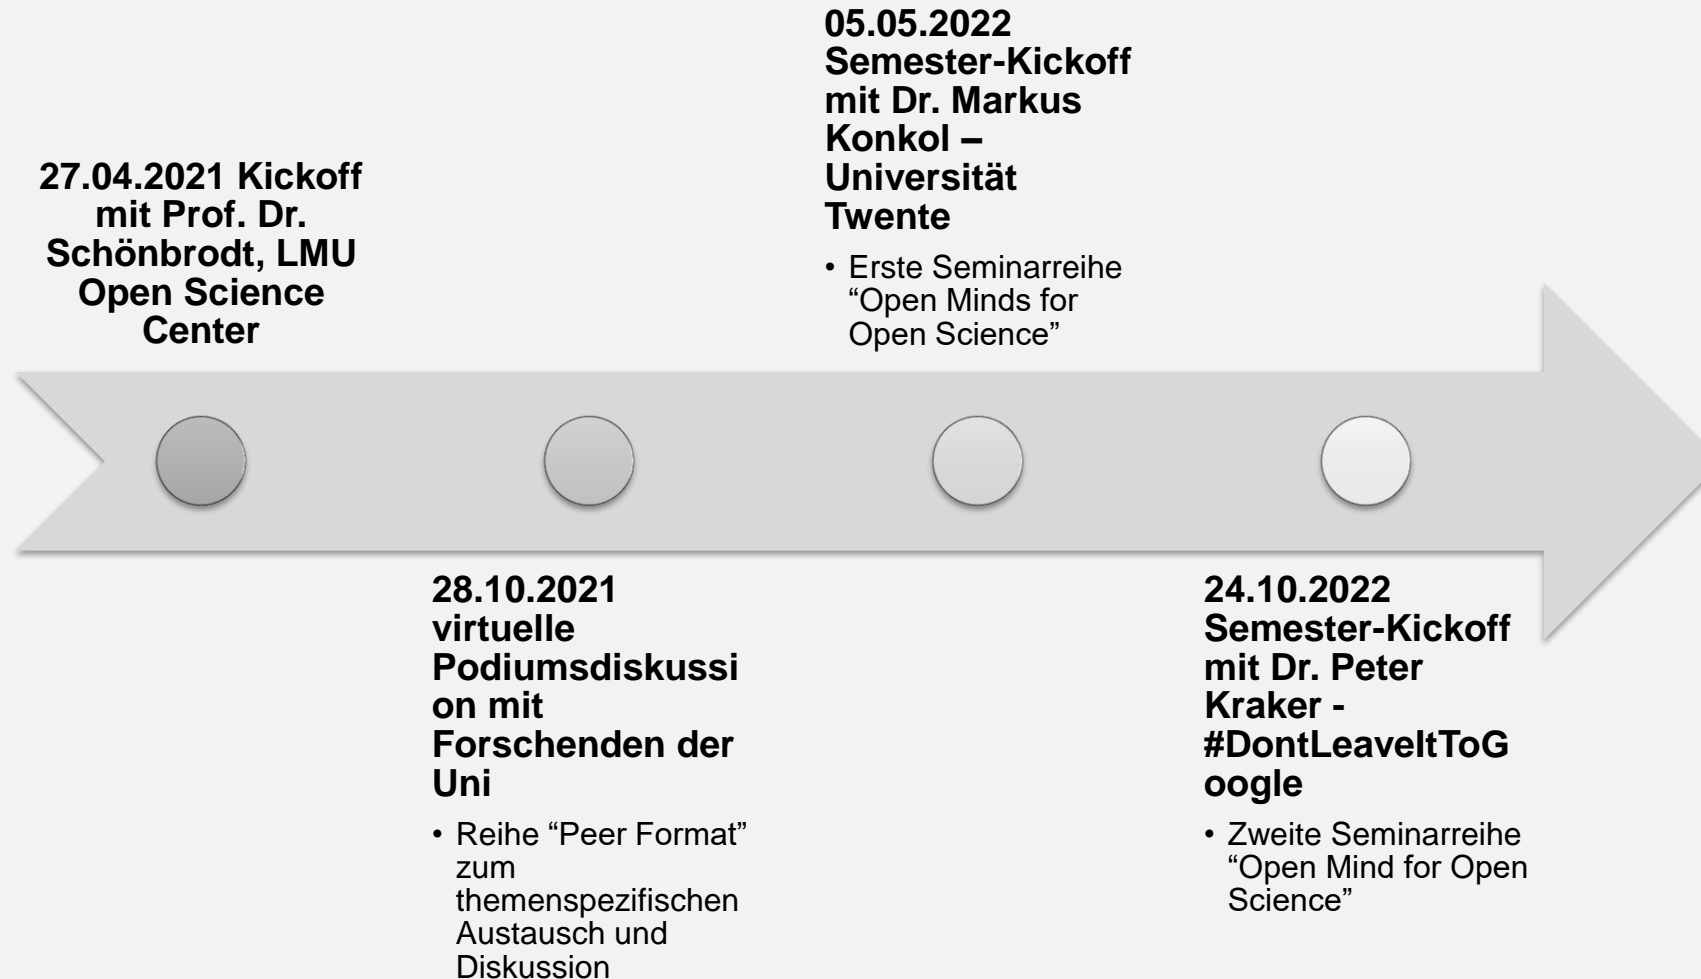 27.04.2021 Kickoff
mit Prof. Dr.
Schönbrodt, LMU
Open Science
Center
28.10.2021
virtuelle
Podiumsdiskussi
on mit
Forschenden der
Uni
• Reihe “Peer Format”
zum
themenspezifischen
Austausch und
Diskussion
05.05.2022
Semester-Kickoff
mit Dr. Markus
Konkol –
Universität
Twente
• Erste Seminarreihe
“Open Minds for
Open Science”
24.10.2022
Semester-Kickoff
mit Dr. Peter
Kraker -
#DontLeaveItToG
oogle
• Zweite Seminarreihe
“Open Mind for Open
Science”